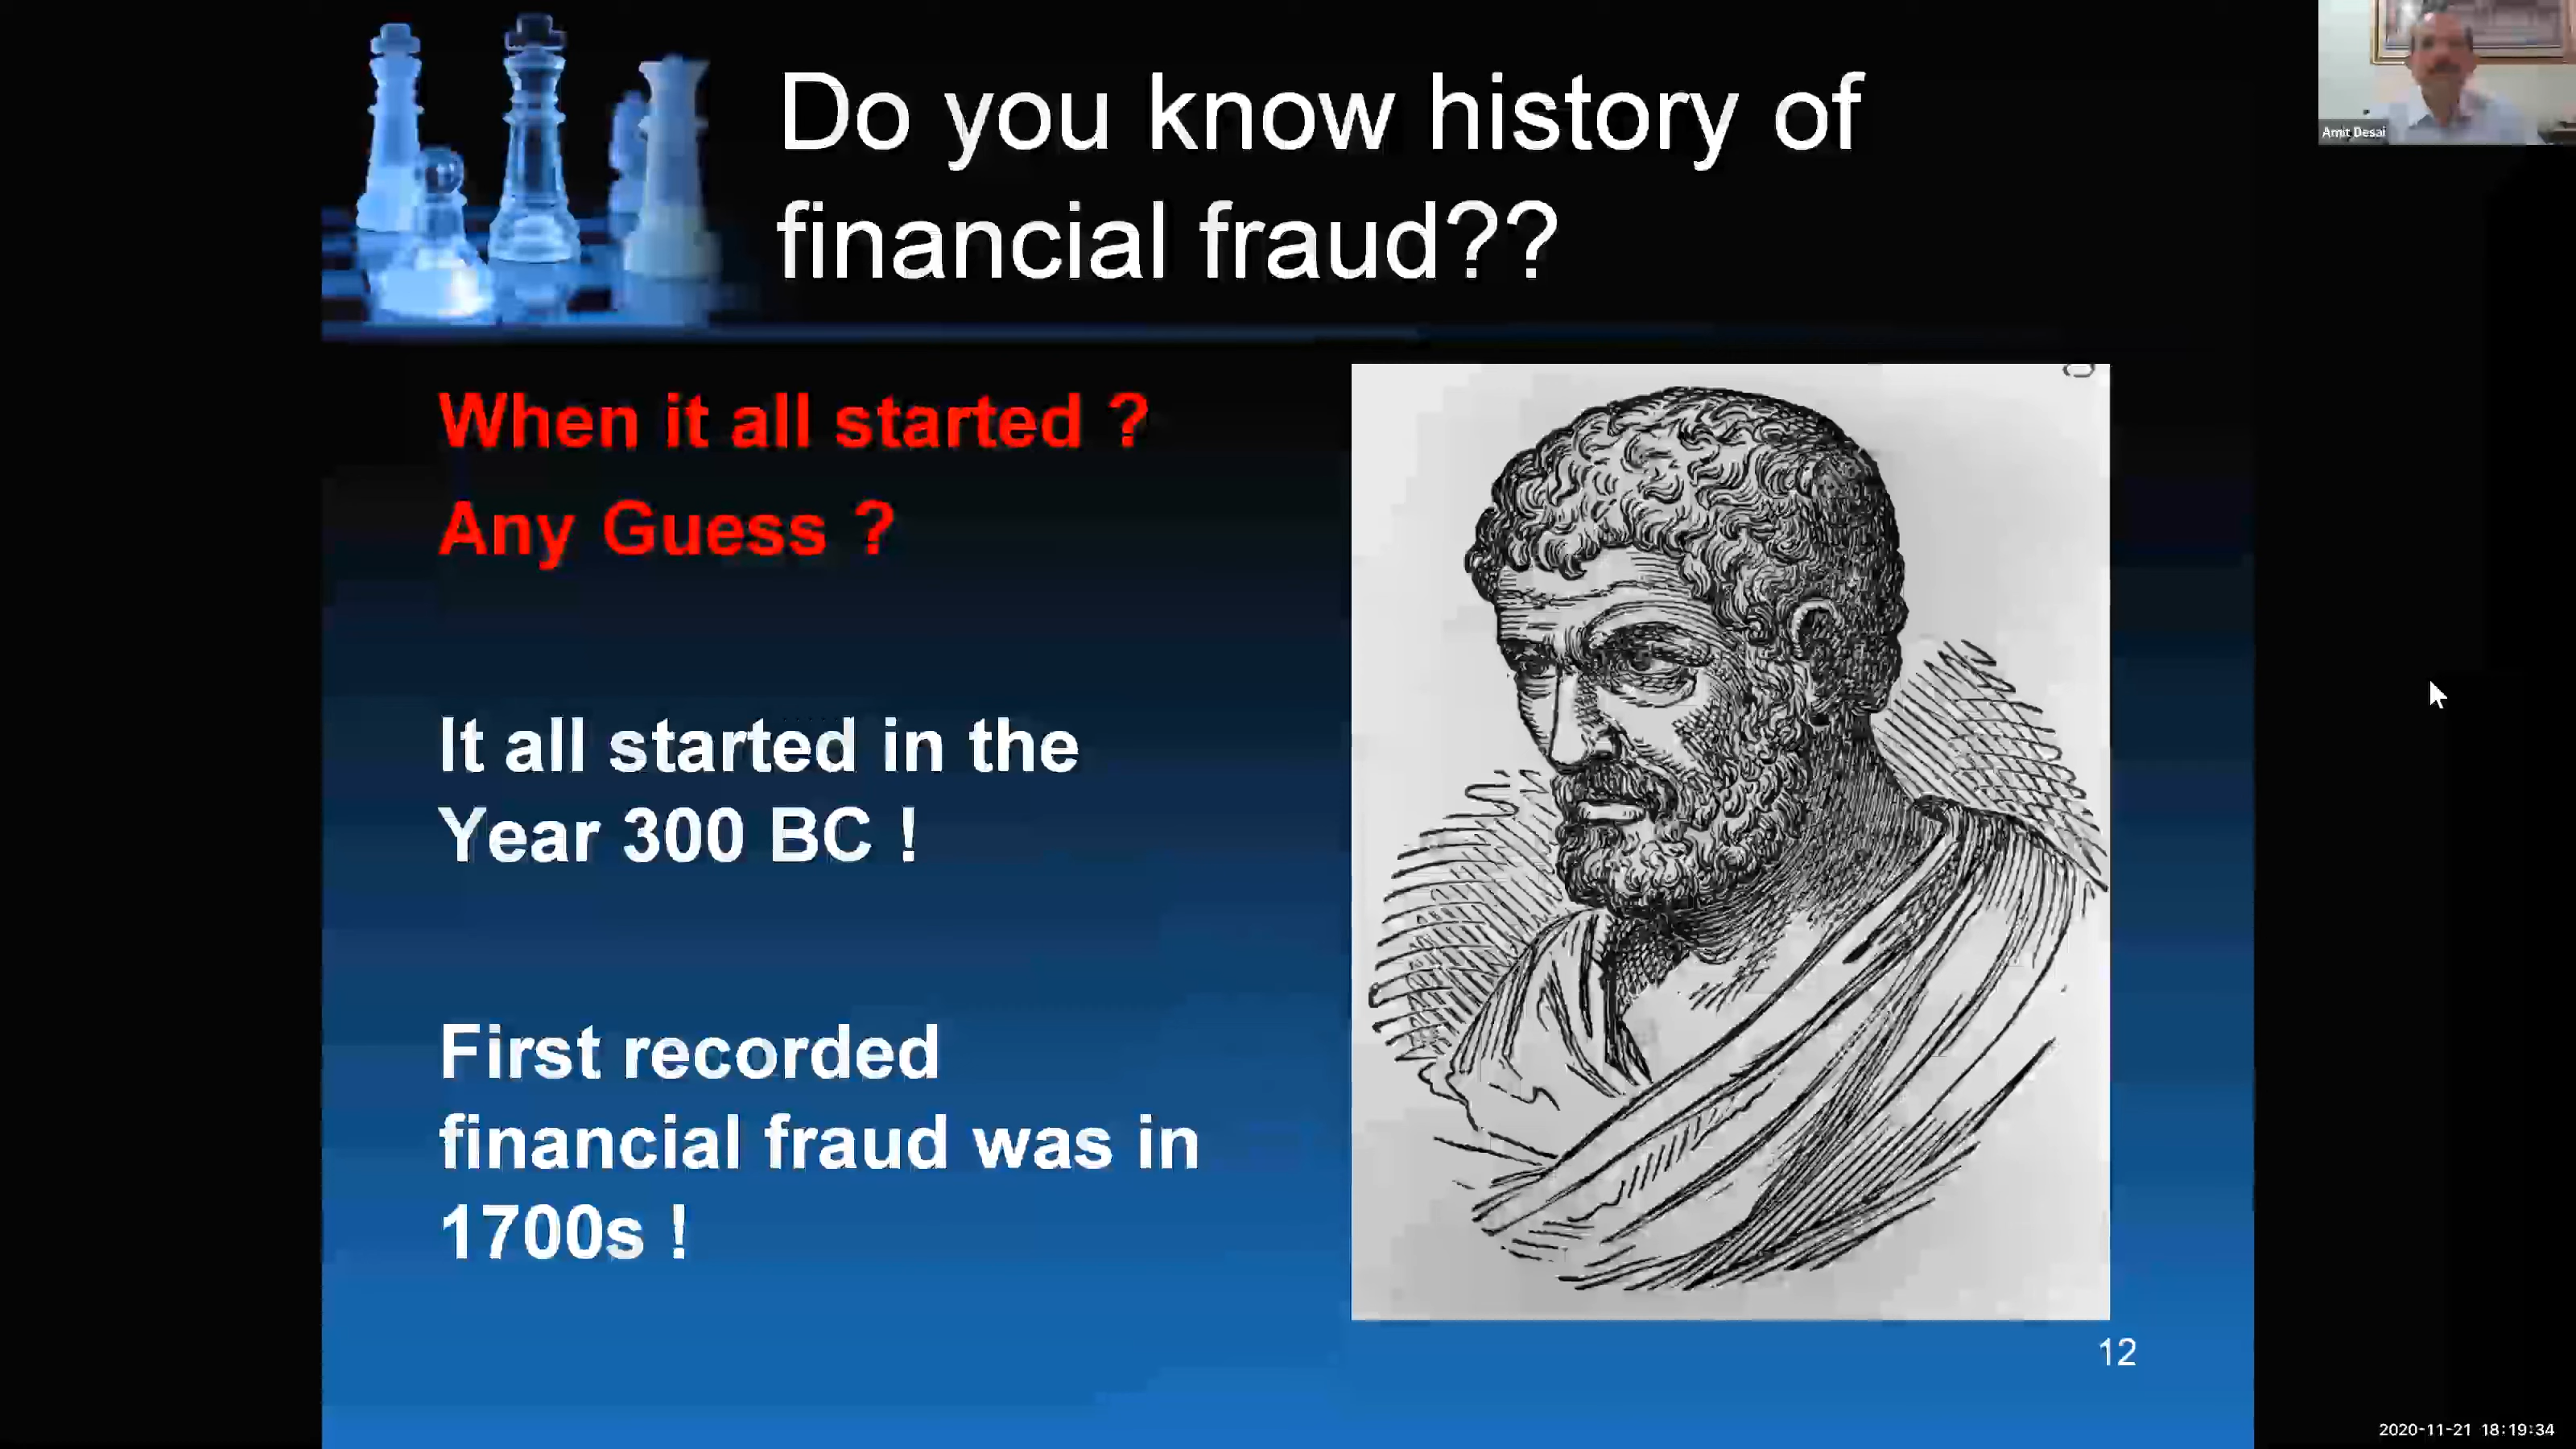 Do you know history of
financial fraud??
Amit Desai
When it all started ?
Any Guess ?
It all started in the
Year 300 BC !
First recorded
financial fraud was in
1700s !
12
2020-11-21 18:19:34